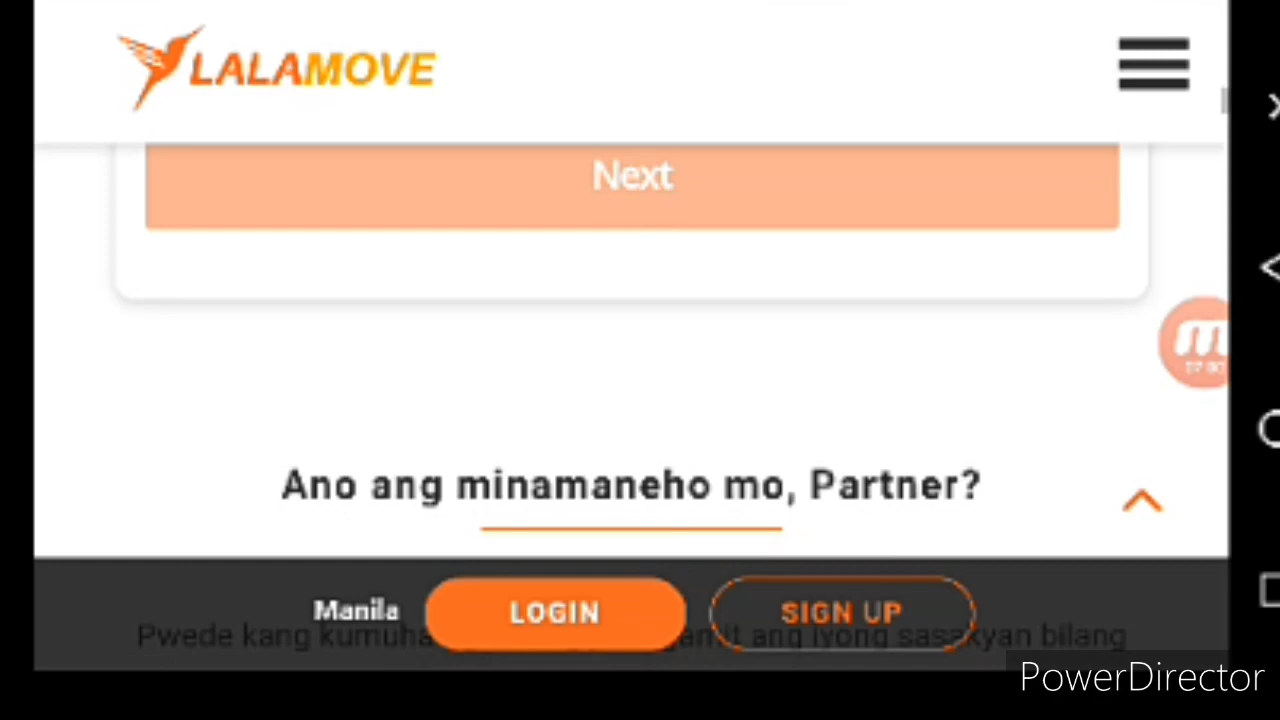 LALAMOVE
Next
Ano ang minamaneho mo, Partner?
Manila
LOGIN
SIGN UP
Pwede kang kumuha ang iyong sasakyan bilang
PowerDirector